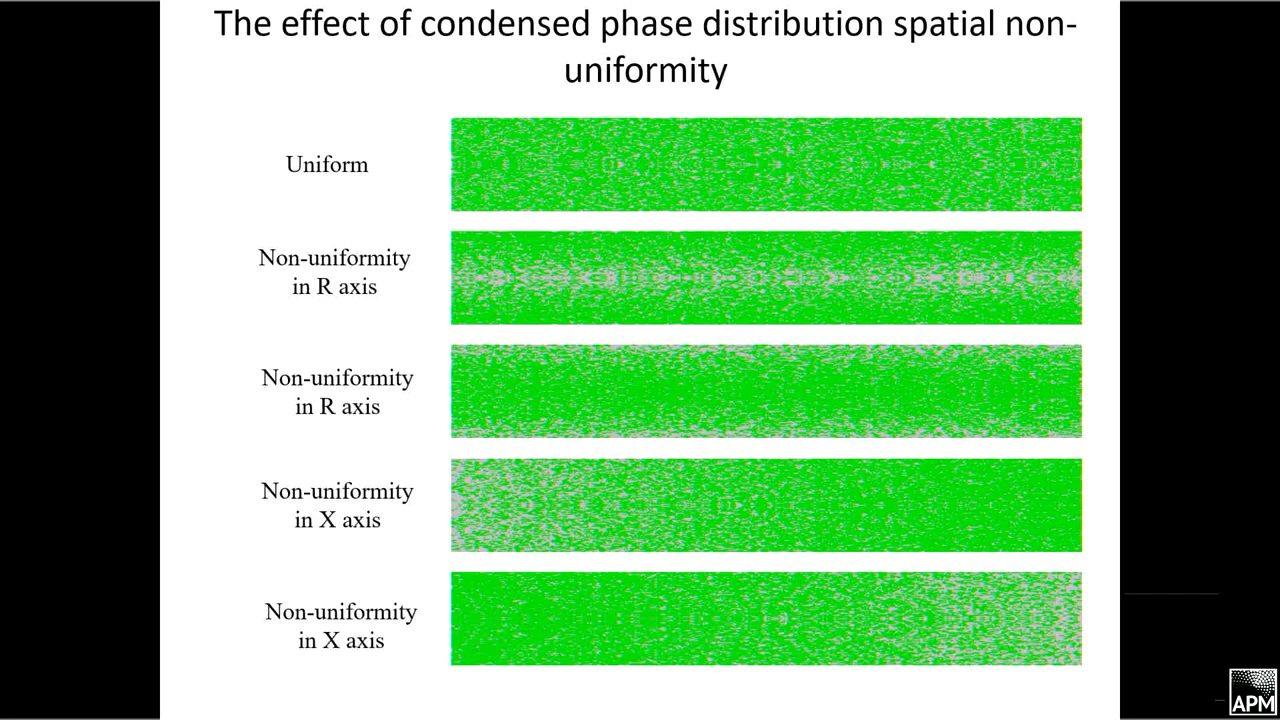 The effect of condensed phase distribution spatial non-
uniformity
Uniform
Non-uniformity
in R axis
Non-uniformity
in R axis
Non-uniformity
in X axis
Non-uniformity
in X axis
APM